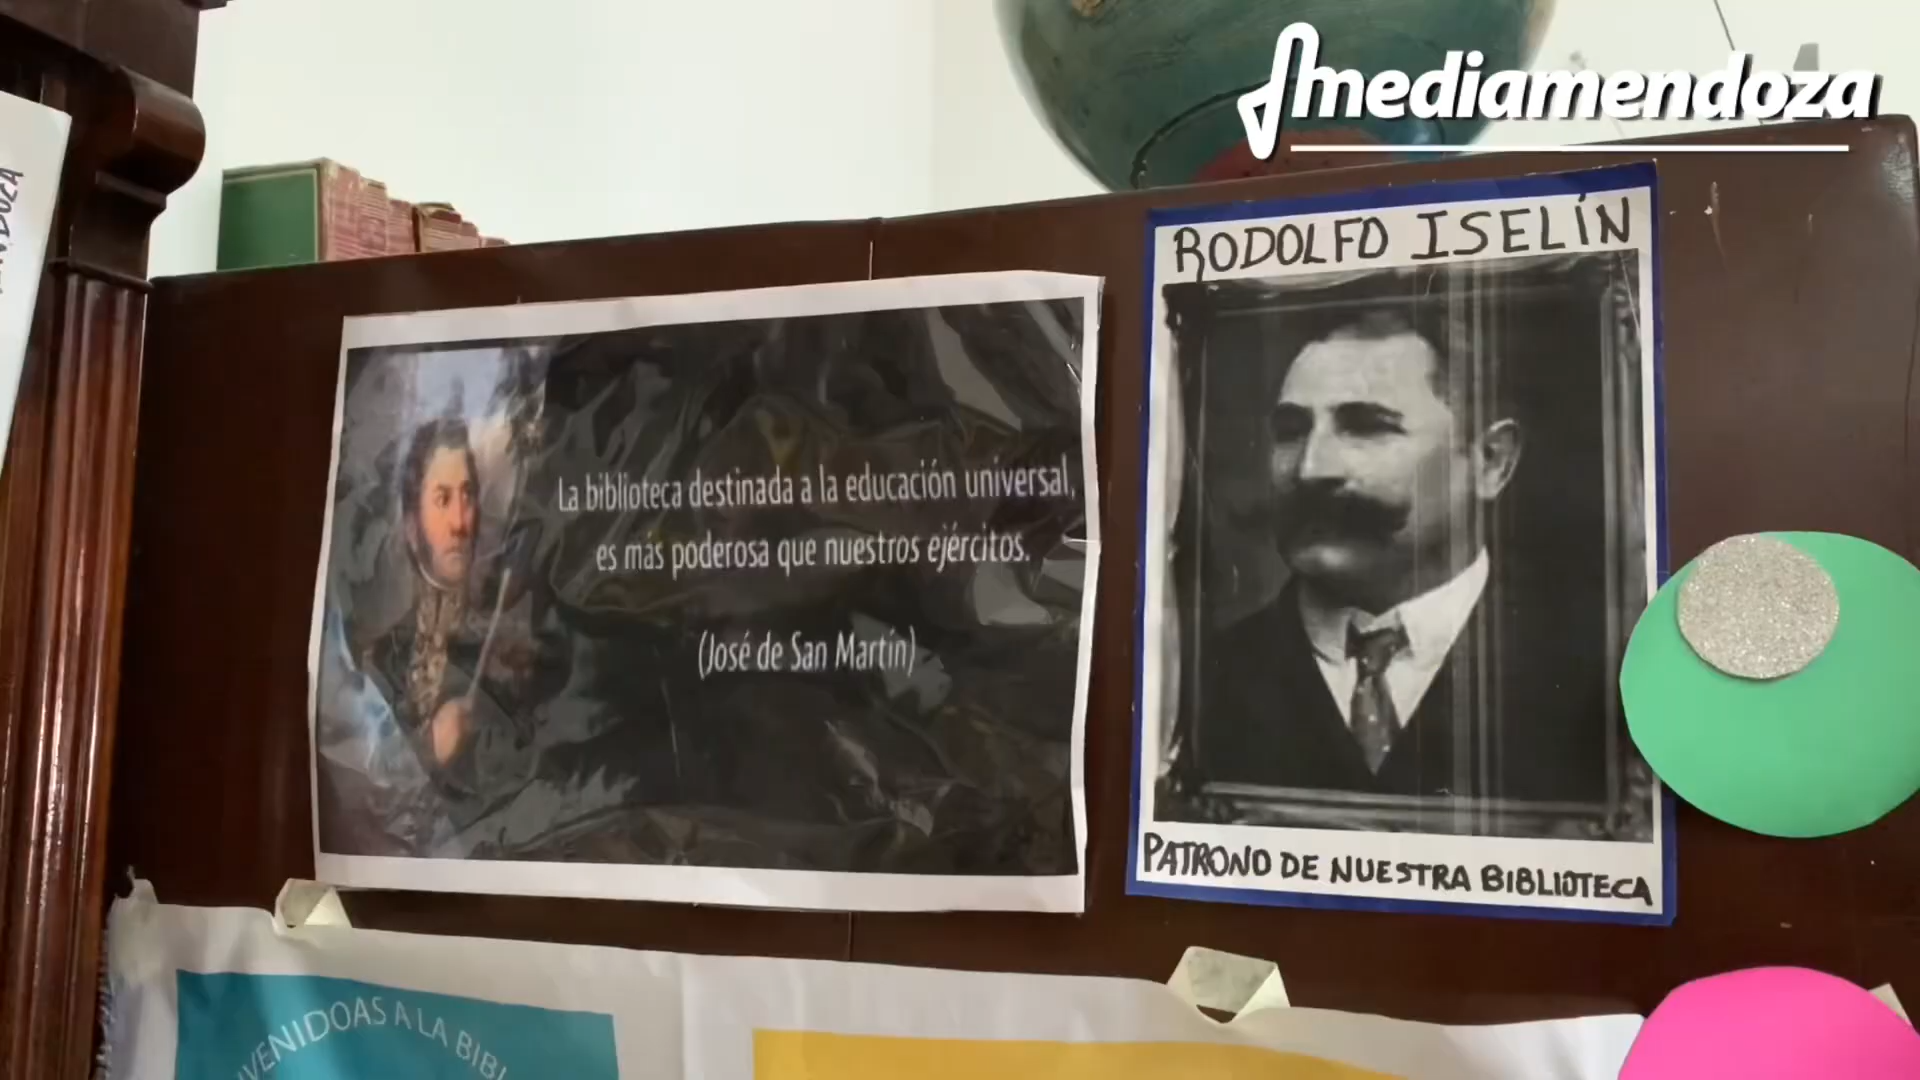 mediamendoza
RODOLFO ISELÍN
La biblioteca destinada a la educación universal,
es más poderosa que nuestros ejércitos.
(José de San Martín)
PATRONO DE NUESTRA BIBLIOTECA
VENIDOAS A LA BIBL